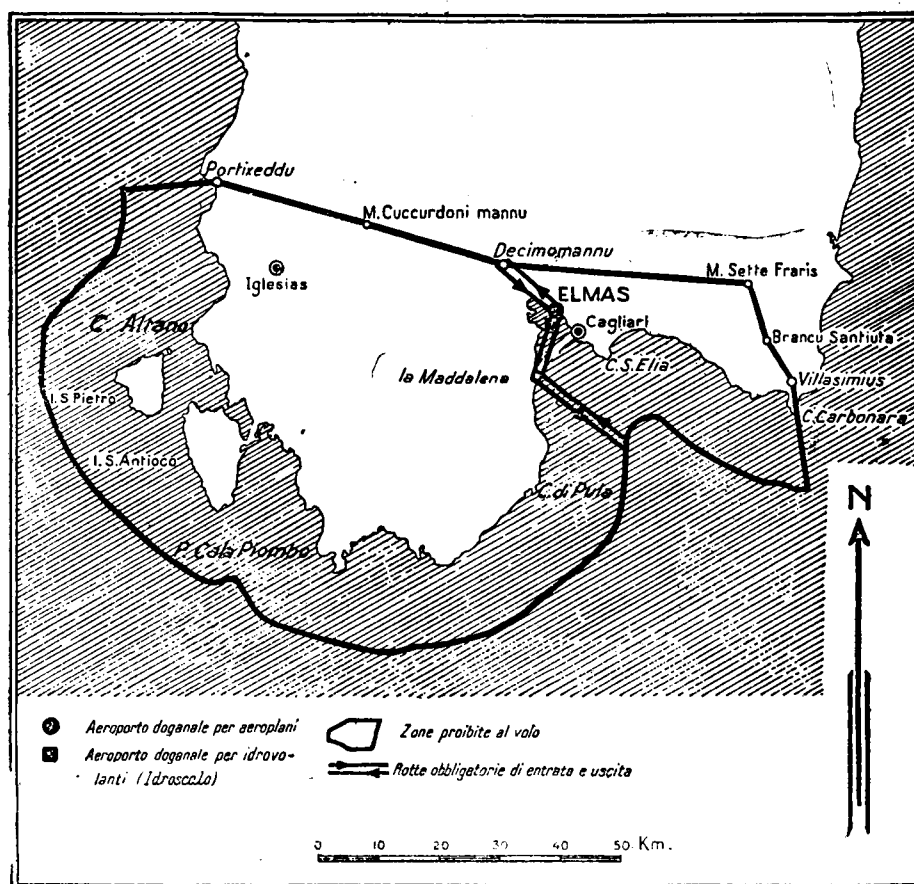 Portixeddu
M. Cuccurdoni mannu
Decimomannu
M. Sette Fraris
Iglesias
ELMAS
Cagliari
C. Altano
Brancu Santiuta
C.S.Elia
la Maddalena
Villasimius
I.S.Pietro
C.Carbonara
I.S.Antioco
C.di Pula
N
P. Cala Piombo
Aeroporto doganale per aeroplani
Zone proibite al volo
Aeroporto doganale per idrovo-
lanti (Idroscalo)
Rotte obbligatorie di entrata e uscita
0 10 20 30 40 50 Km.